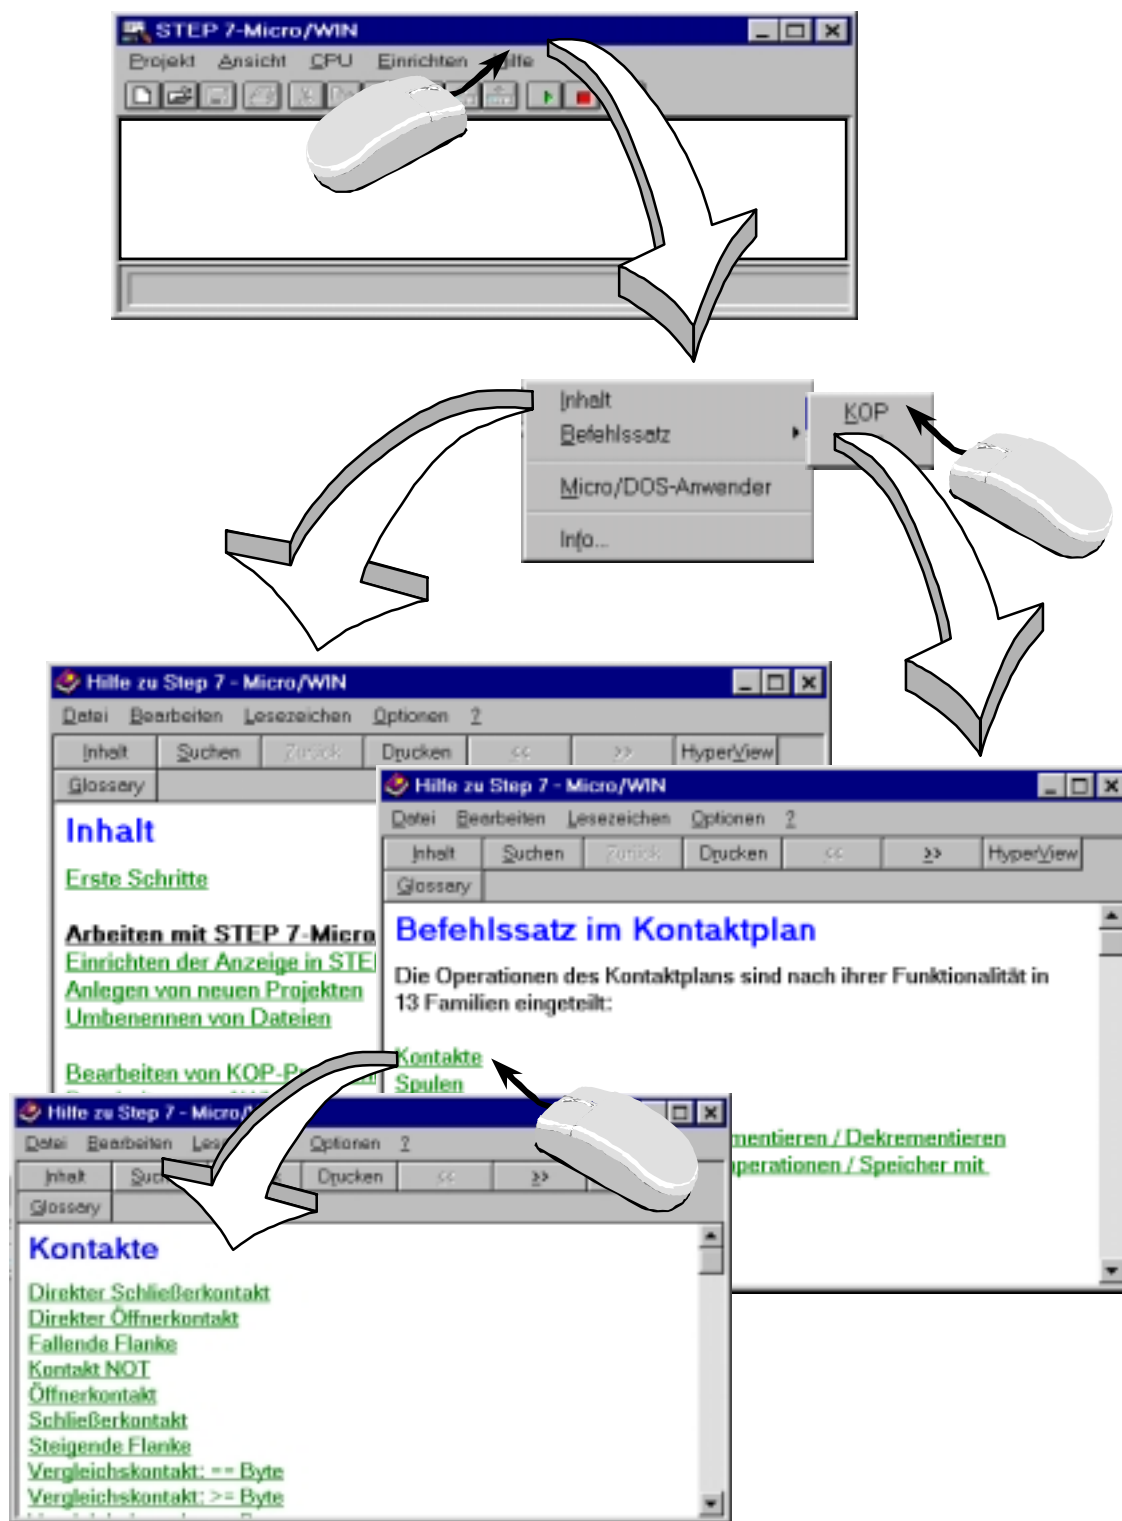 STEP 7-Micro/WIN
Projekt Ansicht CPU Einrichten Hilfe
Inhalt
Befehlssatz
KOP
Micro/DOS-Anwender
Info...
Hilfe zu Step 7 - Micro/WIN
Datei Bearbeiten Lesezeichen Optionen ?
Inhalt Suchen Zurück Drucken << >> HyperView
Glossary
Inhalt
Erste Schritte
Arbeiten mit STEP 7-Micro
Einrichten der Anzeige in STE
Anlegen von neuen Projekten
Umbenennen von Dateien
Bearbeiten von KOP-P
Hilfe zu Step 7 - Micro/WIN
Datei Bearbeiten Lesezeichen Optionen ?
Inhalt Suchen Zurück Drucken << >> HyperView
Glossary
Befehlssatz im Kontaktplan
Die Operationen des Kontaktplans sind nach ihrer Funktionalität in
13 Familien eingeteilt:
Kontakte
Spulen
mentieren / Dekrementieren
operationen / Speicher mit
Hilfe zu Step 7 - Micro/
Datei Bearbeiten Les Optionen ?
Inhalt Suc Drucken << >>
Glossary
Kontakte
Direkter Schließerkontakt
Direkter Öffnerkontakt
Fallende Flanke
Kontakt NOT
Öffnerkontakt
Schließerkontakt
Steigende Flanke
Vergleichskontakt: == Byte
Vergleichskontakt: >= Byte